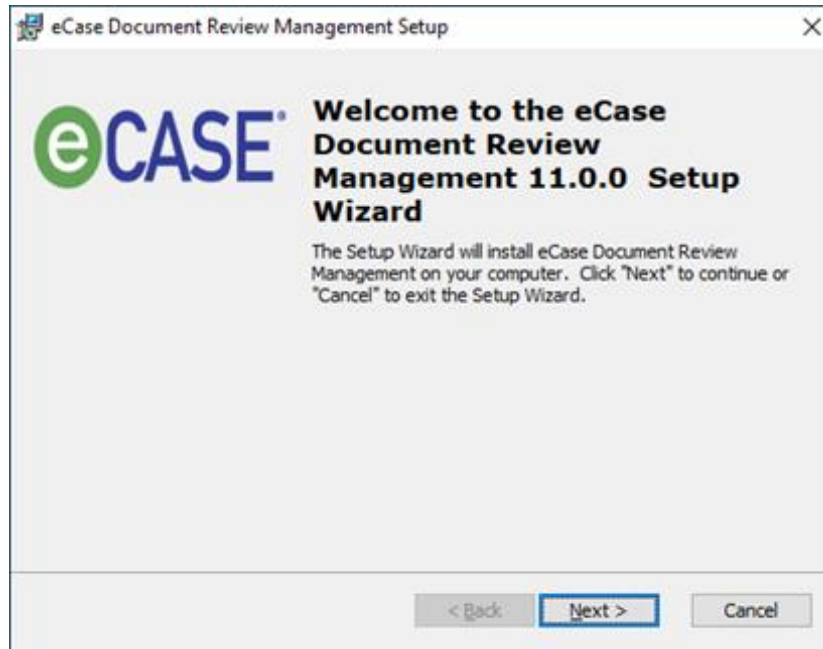 eCase Document Review Management Setup
eCASE®
Welcome to the eCase
Document Review
Management 11.0.0  Setup
Wizard
The Setup Wizard will install eCase Document Review
Management on your computer.  Click "Next" to continue or
"Cancel" to exit the Setup Wizard.
< Back
Next >
Cancel